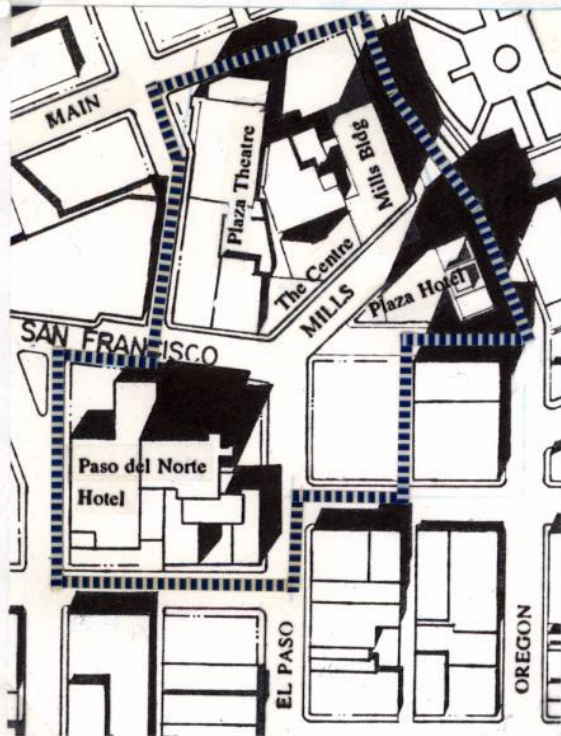 MAIN
Plaza Theatre
Mills Bldg
The Centre
MILLS
Plaza Hotel
SAN FRANCISCO
Paso del Norte
Hotel
EL PASO
OREGON